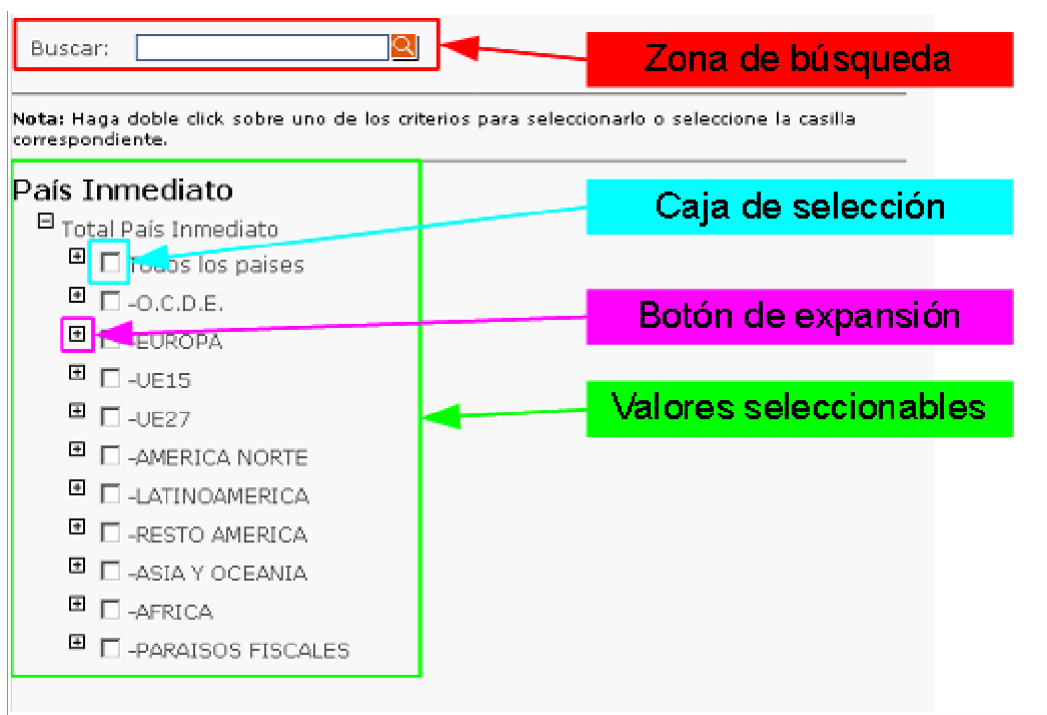 Buscar:
Zona de búsqueda
Nota: Haga doble click sobre uno de los criterios para seleccionarlo o seleccione la casilla
correspondiente.
País Inmediato
Total País Inmediato
Caja de selección
Todos los paises
-O.C.D.E.
Botón de expansión
-EUROPA
-UE15
Valores seleccionables
-UE27
-AMERICA NORTE
-LATINOAMERICA
-RESTO AMERICA
-ASIA Y OCEANIA
-AFRICA
-PARAISOS FISCALES